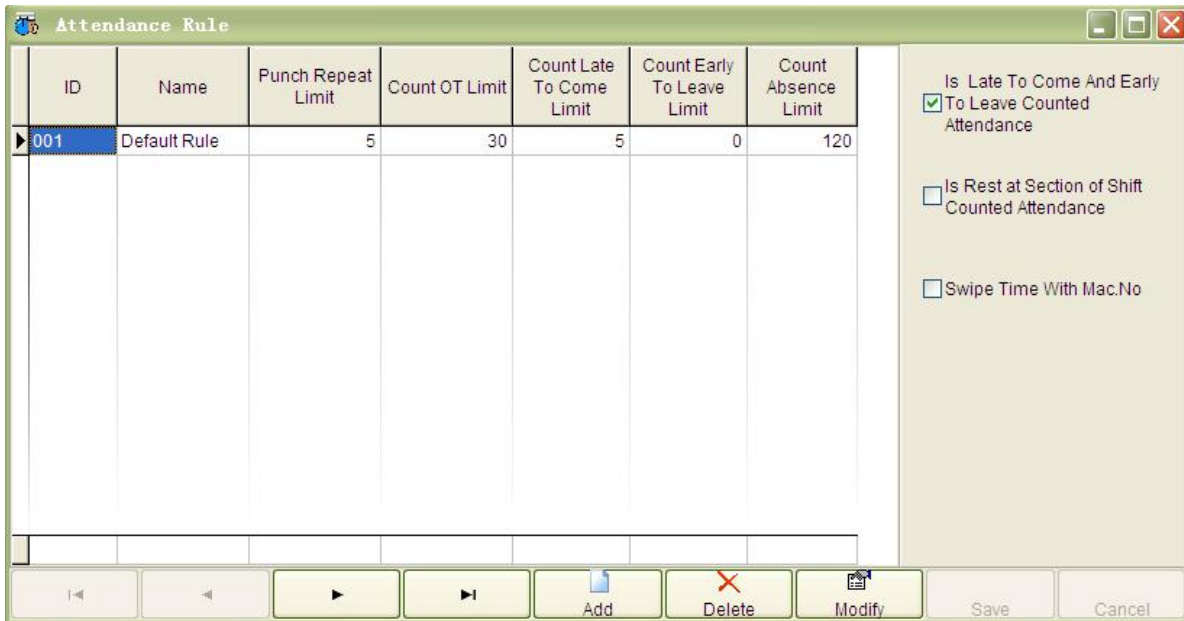 Attendance Rule
ID Name Punch Repeat Limit Count OT Limit Count Late To Come Limit Count Early To Leave Limit Count Absence Limit
001 Default Rule 5 30 5 0 120
Is Late To Come And Early
To Leave Counted
Attendance
Is Rest at Section of Shift
Counted Attendance
Swipe Time With Mac.No
Add Delete Modify Save Cancel